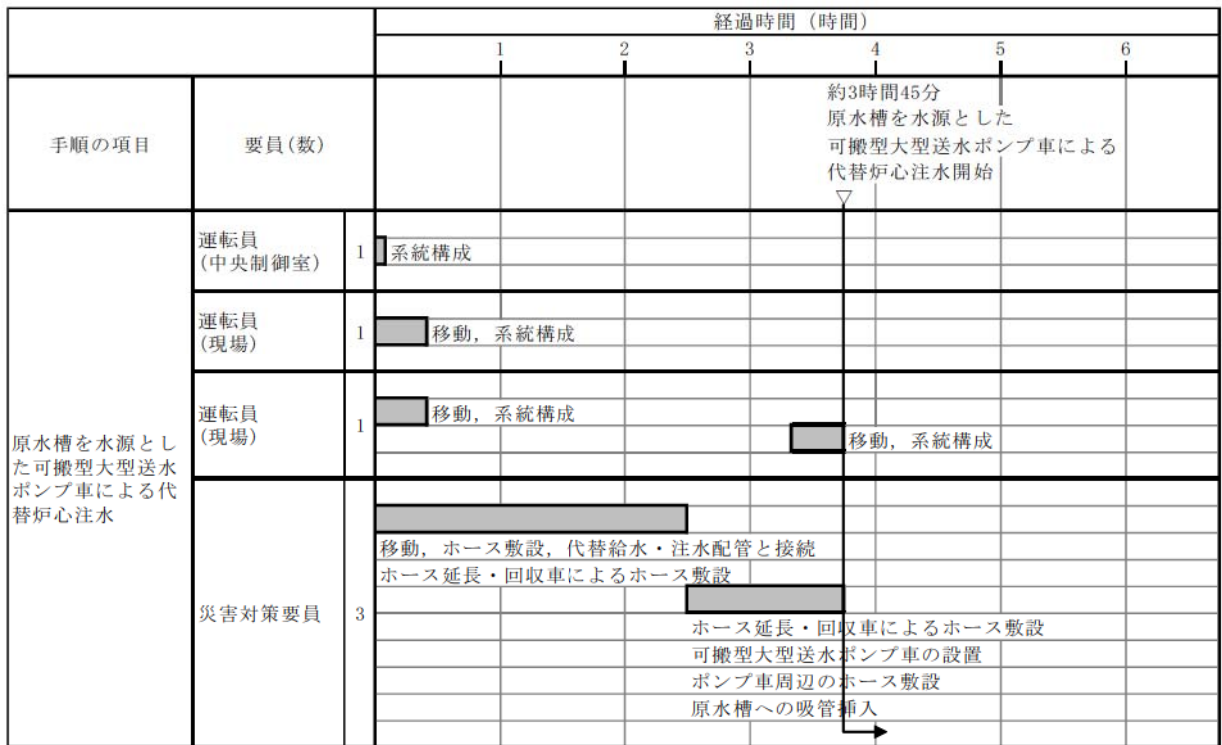 経過時間（時間）
1 2 3 4 5 6
手順の項目
要員(数)
約3時間45分
原水槽を水源とした
可搬型大型送水ポンプ車による
代替炉心注水開始
原水槽を水源とし
た可搬型大型送水
ポンプ車による代
替炉心注水
運転員
(中央制御室)
1
系統構成
運転員
(現場)
1
移動，系統構成
運転員
(現場)
1
移動，系統構成
移動，系統構成
災害対策要員
3
移動，ホース敷設，代替給水・注水配管と接続
ホース延長・回収車によるホース敷設
ホース延長・回収車によるホース敷設
可搬型大型送水ポンプ車の設置
ポンプ車周辺のホース敷設
原水槽への吸管挿入